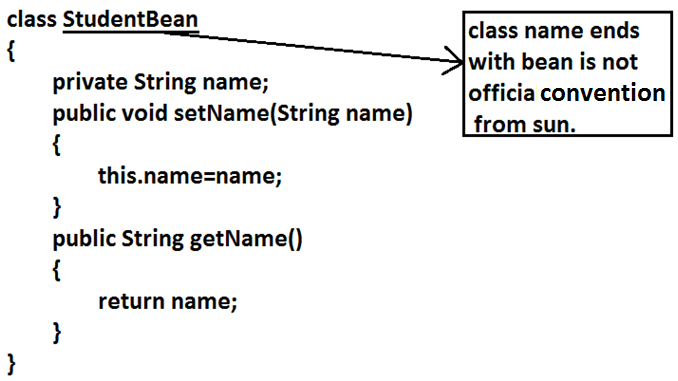 class StudentBean
{
private String name;
public void setName(String name)
{
this.name=name;
}
public String getName()
{
return name;
}
}
class name ends
with bean is not
officia convention
from sun.